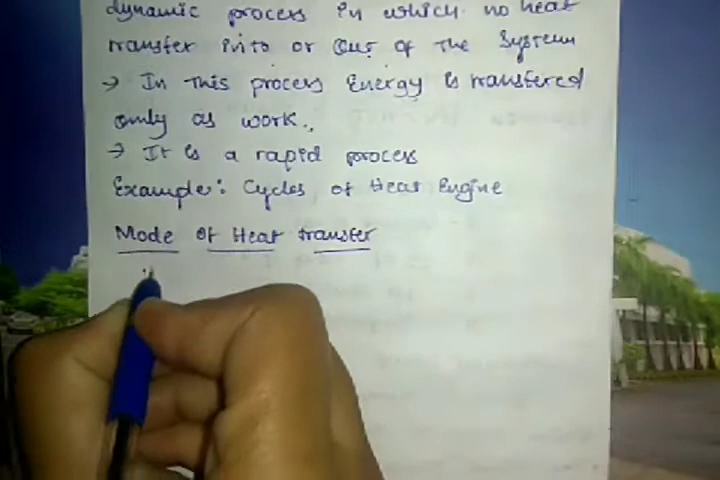 dynamic process in which no heat
transfer into or out of the system
→ In this process Energy is transferred
only as work.
→ It is a rapid process
Example: Cycles of Heat Engine
Mode of Heat transfer